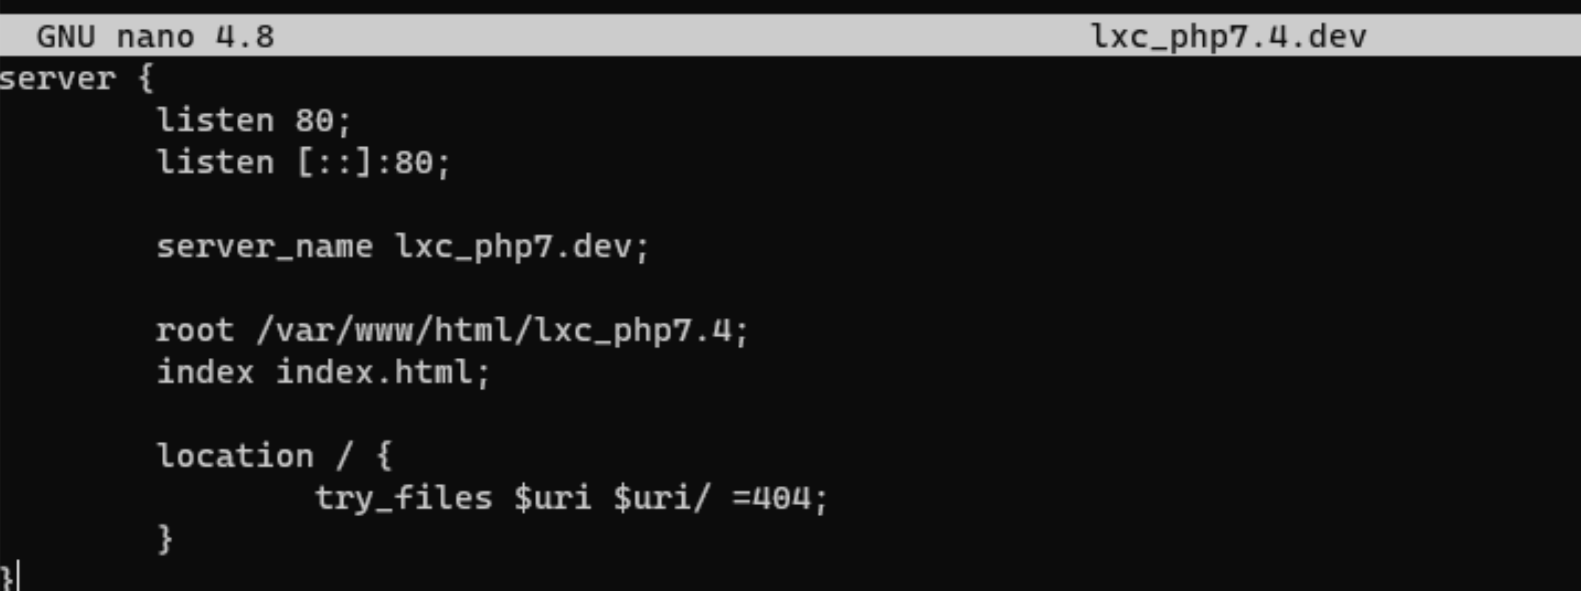 GNU nano 4.8 lxc_php7.4.dev
server {
listen 80;
listen [::]:80;
server_name lxc_php7.dev;
root /var/www/html/lxc_php7.4;
index index.html;
location / {
try_files $uri $uri/ =404;
}
}